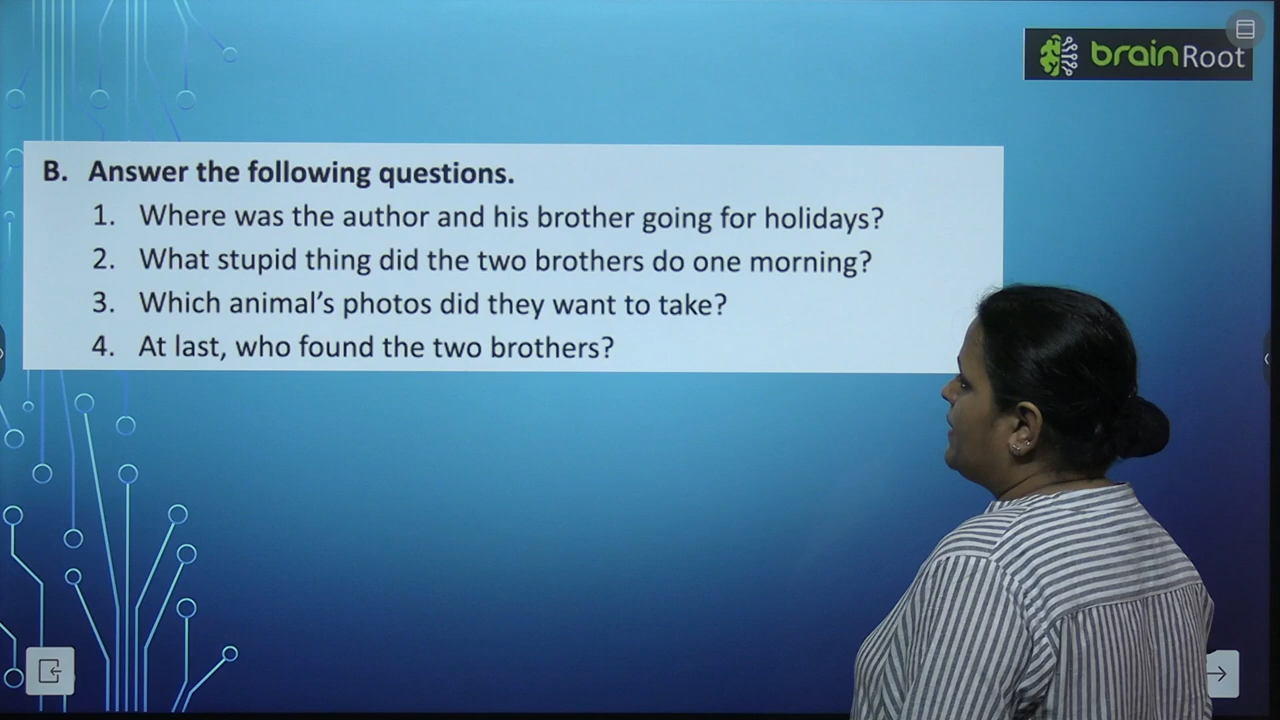 brainRoot
B. Answer the following questions.
1. Where was the author and his brother going for holidays?
2. What stupid thing did the two brothers do one morning?
3. Which animal's photos did they want to take?
4. At last, who found the two brothers?